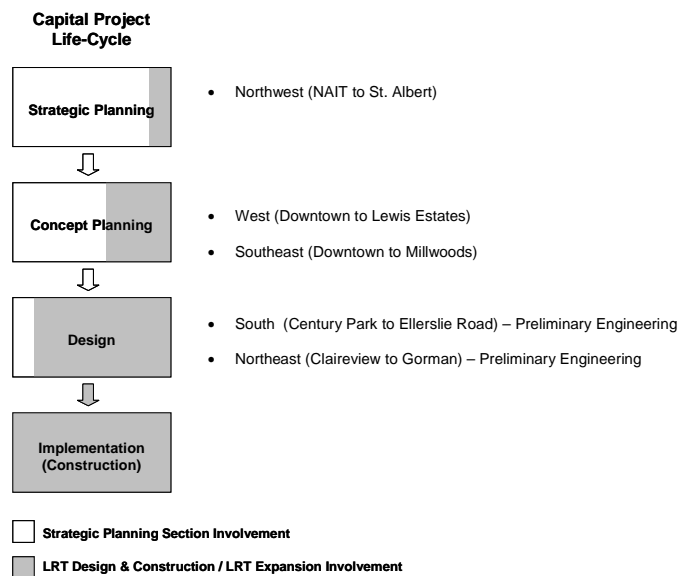 Capital Project
Life-Cycle
Strategic Planning
• Northwest (NAIT to St. Albert)
Concept Planning
• West (Downtown to Lewis Estates)
• Southeast (Downtown to Millwoods)
Design
• South (Century Park to Ellerslie Road) – Preliminary Engineering
• Northeast (Claireview to Gorman) – Preliminary Engineering
Implementation
(Construction)
Strategic Planning Section Involvement
LRT Design & Construction / LRT Expansion Involvement